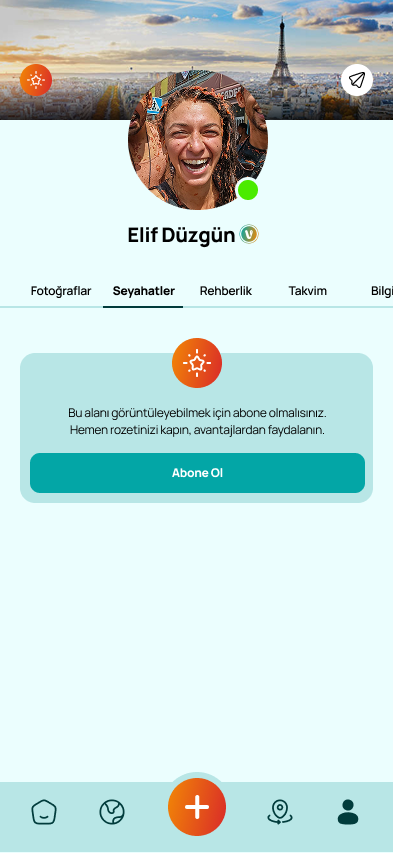 Elif Düzgün
Fotoğraflar Seyahatler Rehberlik Takvim Bilgi
Bu alanı görüntüleyebilmek için abone olmalısınız.
Hemen rozetinizi kapın, avantajlardan faydalanın.
Abone Ol